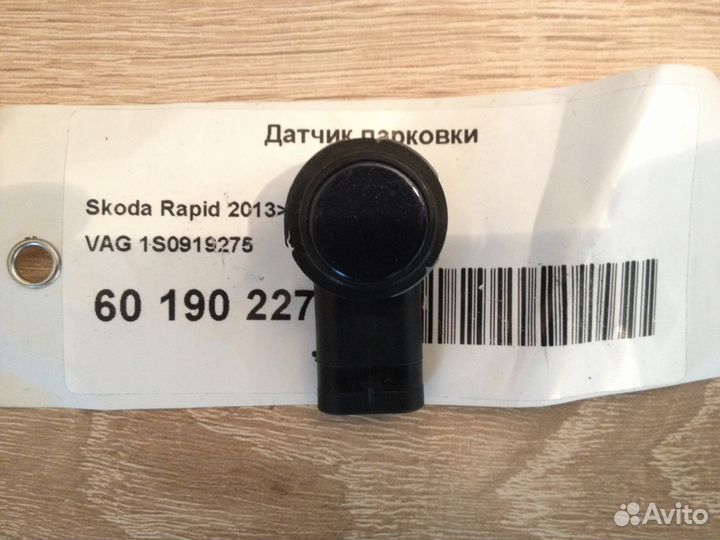 Датчик парковки
Skoda Rapid 2013>
VAG 1S0919275
60 190 227
Avito